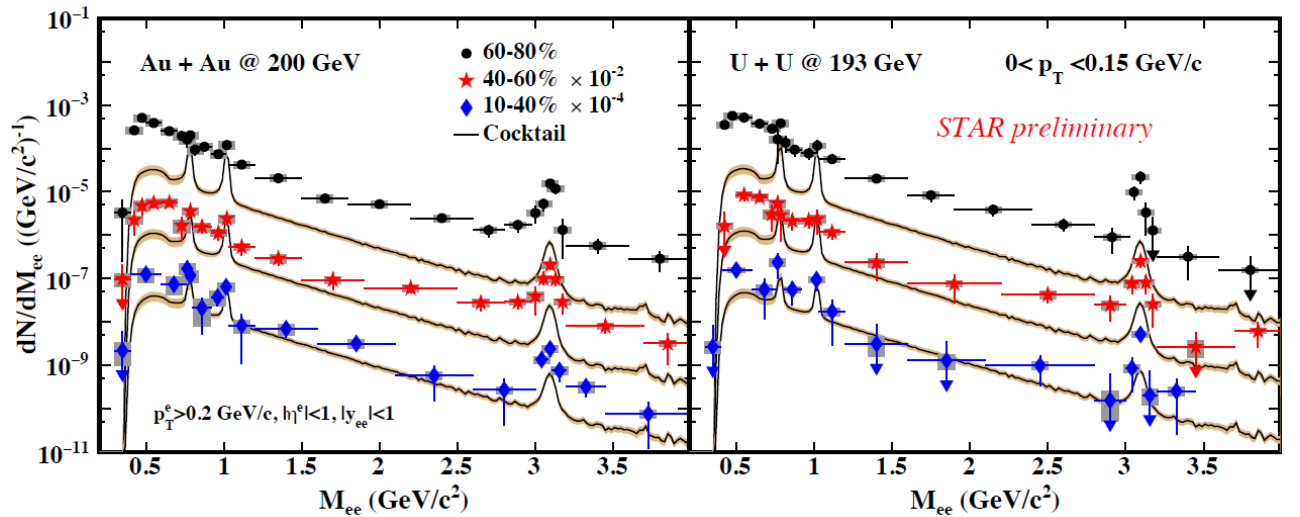 dN/dM_ee ((GeV/c²)⁻¹)
10⁻¹
10⁻³
10⁻⁵
10⁻⁷
10⁻⁹
10⁻¹¹
Au + Au @ 200 GeV
60-80%
40-60% × 10⁻²
10-40% × 10⁻⁴
Cocktail
p_T^e>0.2 GeV/c, |η^e|<1, |y_ee|<1
0.5 1 1.5 2 2.5 3 3.5
M_ee (GeV/c²)
U + U @ 193 GeV
0< p_T <0.15 GeV/c
STAR preliminary
0.5 1 1.5 2 2.5 3 3.5
M_ee (GeV/c²)